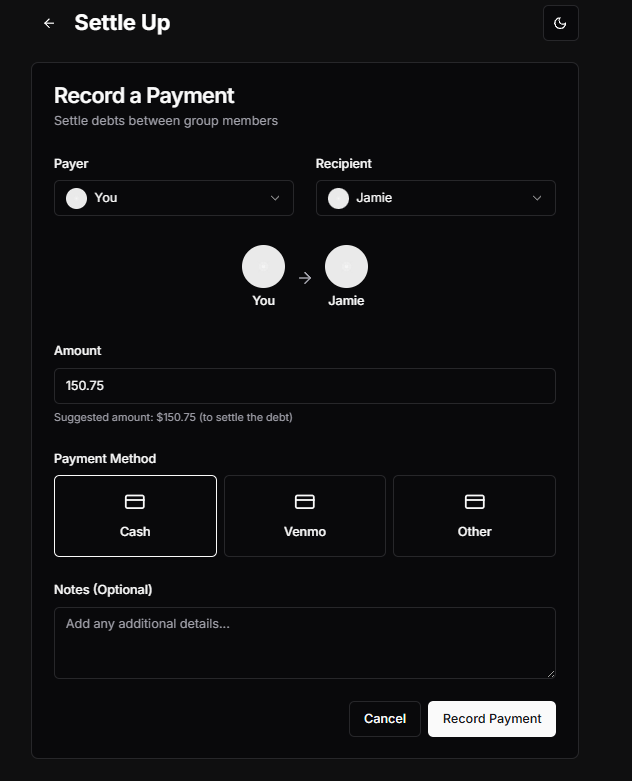 Settle Up
Record a Payment
Settle debts between group members
Payer
Recipient
You
Jamie
You
Jamie
Amount
150.75
Suggested amount: $150.75 (to settle the debt)
Payment Method
Cash
Venmo
Other
Notes (Optional)
Add any additional details...
Cancel
Record Payment